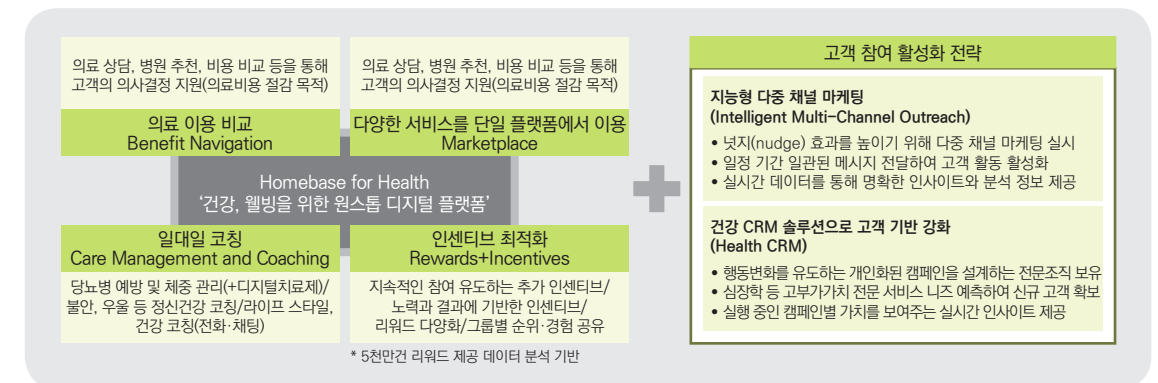 의료 상담, 병원 추천, 비용 비교 등을 통해
고객의 의사결정 지원(의료비용 절감 목적)
의료 이용 비교
Benefit Navigation
의료 상담, 병원 추천, 비용 비교 등을 통해
고객의 의사결정 지원(의료비용 절감 목적)
다양한 서비스를 단일 플랫폼에서 이용
Marketplace
Homebase for Health
‘건강, 웰빙을 위한 원스톱 디지털 플랫폼’
일대일 코칭
Care Management and Coaching
당뇨병 예방 및 체중 관리(+디지털치료제)/
불안, 우울 등 정신건강 코칭/라이프 스타일,
건강 코칭(전화·채팅)
인센티브 최적화
Rewards+Incentives
지속적인 참여 유도하는 추가 인센티브/
노력과 결과에 기반한 인센티브/
리워드 다양화/그룹별 순위·경험 공유
* 5천만건 리워드 제공 데이터 분석 기반
고객 참여 활성화 전략
지능형 다중 채널 마케팅
(Intelligent Multi-Channel Outreach)
• 넛지(nudge) 효과를 높이기 위해 다중 채널 마케팅 실시
• 일정 기간 일관된 메시지 전달하여 고객 활동 활성화
• 실시간 데이터를 통해 명확한 인사이트와 분석 정보 제공
건강 CRM 솔루션으로 고객 기반 강화
(Health CRM)
• 행동변화를 유도하는 개인화된 캠페인을 설계하는 전문조직 보유
• 심장학 등 고부가가치 전문 서비스 니즈 예측하여 신규 고객 확보
• 실행 중인 캠페인별 가치를 보여주는 실시간 인사이트 제공